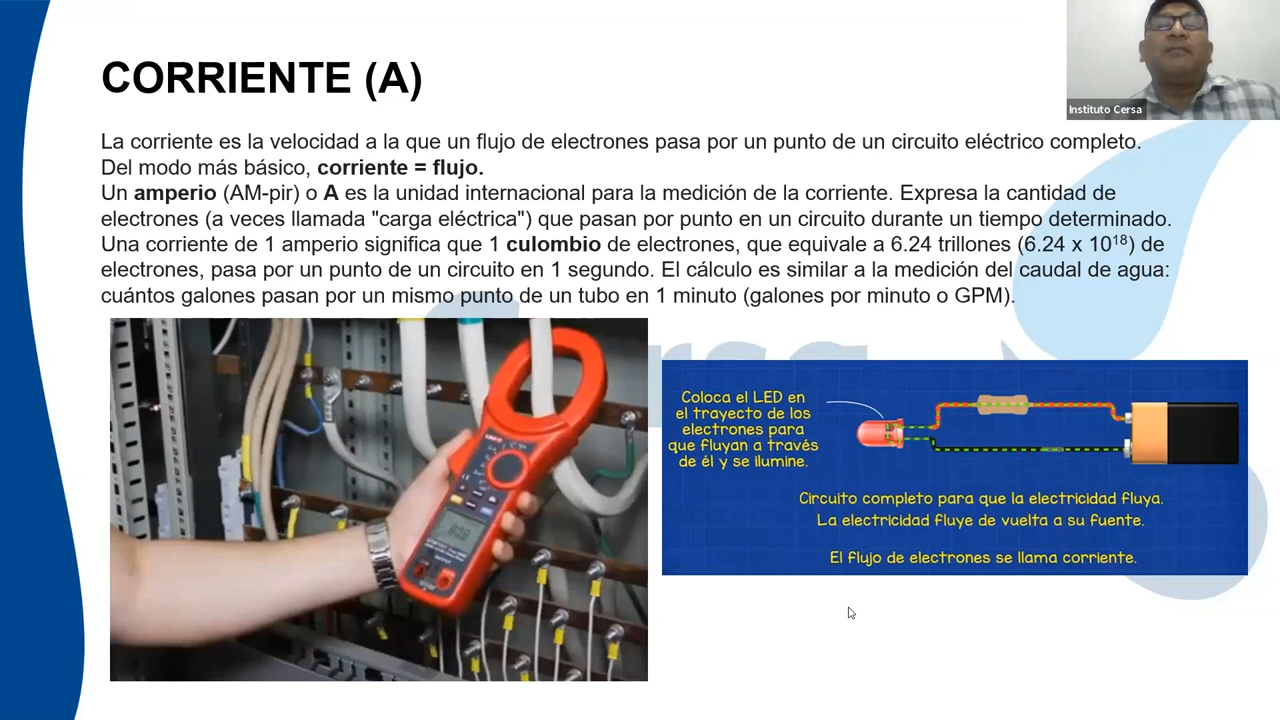 CORRIENTE (A)
Instituto Cersa
La corriente es la velocidad a la que un flujo de electrones pasa por un punto de un circuito eléctrico completo.
Del modo más básico, corriente = flujo.
Un amperio (AM-pir) o A es la unidad internacional para la medición de la corriente. Expresa la cantidad de
electrones (a veces llamada "carga eléctrica") que pasan por punto en un circuito durante un tiempo determinado.
Una corriente de 1 amperio significa que 1 culombio de electrones, que equivale a 6.24 trillones (6.24 x 10¹⁸) de
electrones, pasa por un punto de un circuito en 1 segundo. El cálculo es similar a la medición del caudal de agua:
cuántos galones pasan por un mismo punto de un tubo en 1 minuto (galones por minuto o GPM).
Coloca el LED en
el trayecto de los
electrones para
que fluyan a través
de él y se ilumine.
Circuito completo para que la electricidad fluya.
La electricidad fluye de vuelta a su fuente.
El flujo de electrones se llama corriente.